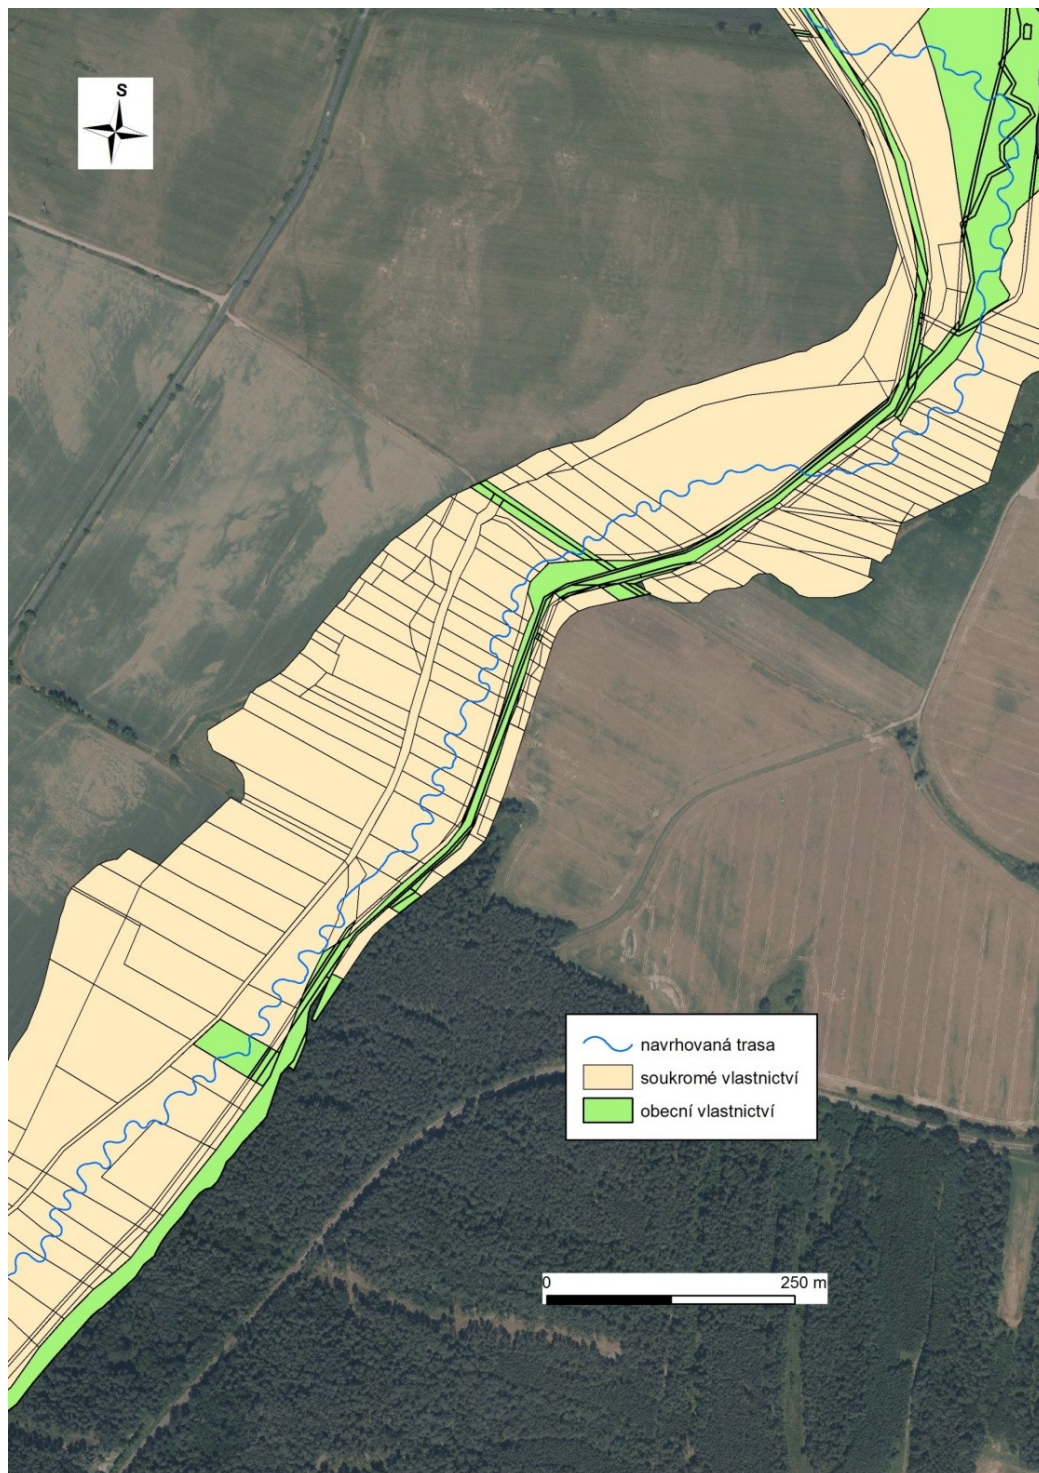 S
navrhovaná trasa
soukromé vlastnictví
obecní vlastnictví
0 250 m